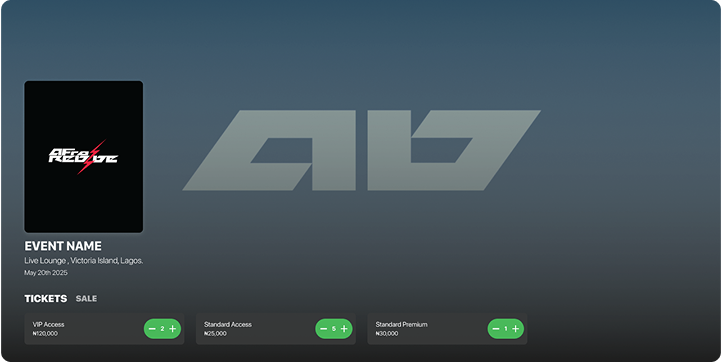 AFro
EVENT NAME
Live Lounge , Victoria Island, Lagos.
May 20th 2025
TICKETS SALE
VIP Access
₦120,000
− 2 +
Standard Access
₦25,000
− 5 +
Standard Premium
₦30,000
− 1 +